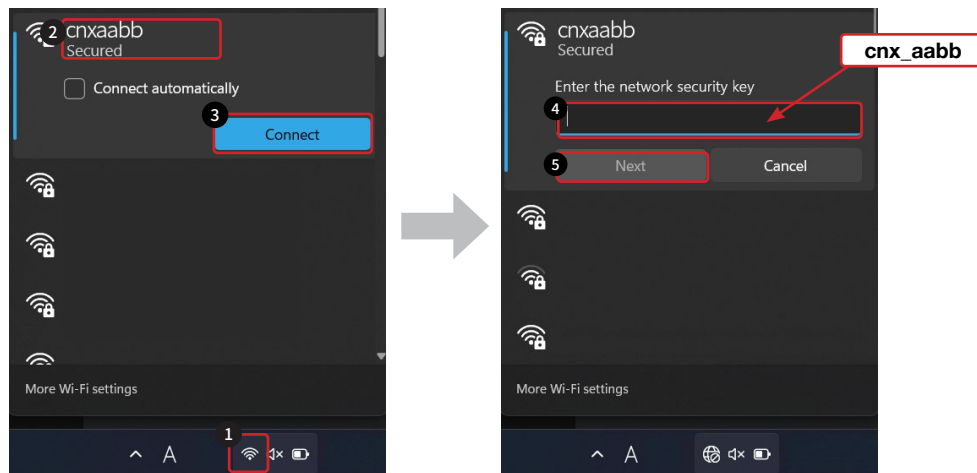 2
cnxaabb
Secured
Connect automatically
3
Connect
More Wi-Fi settings
1
A
cnxaabb
Secured
cnx_aabb
Enter the network security key
4
5
Next
Cancel
More Wi-Fi settings
A